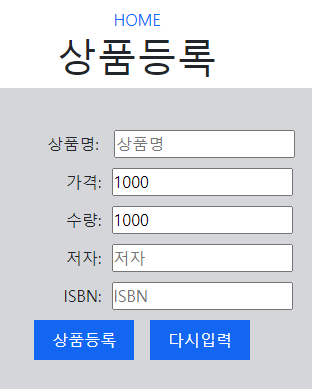 HOME
상품등록
상품명: 상품명
가격: 1000
수량: 1000
저자: 저자
ISBN: ISBN
상품등록 다시입력